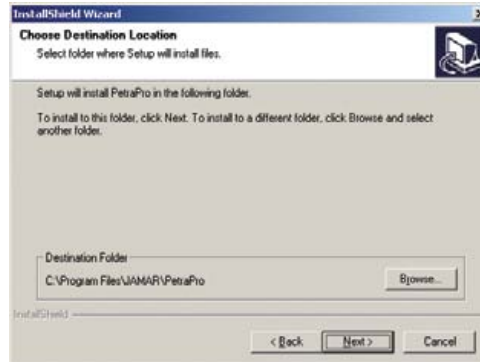 InstallShield Wizard
Choose Destination Location
Select folder where Setup will install files.
Setup will install PetraPro in the following folder.
To install to this folder, click Next. To install to a different folder, click Browse and select
another folder.
Destination Folder
C:\Program Files\JAMAR\PetraPro
Browse...
InstallShield
< Back
Next >
Cancel